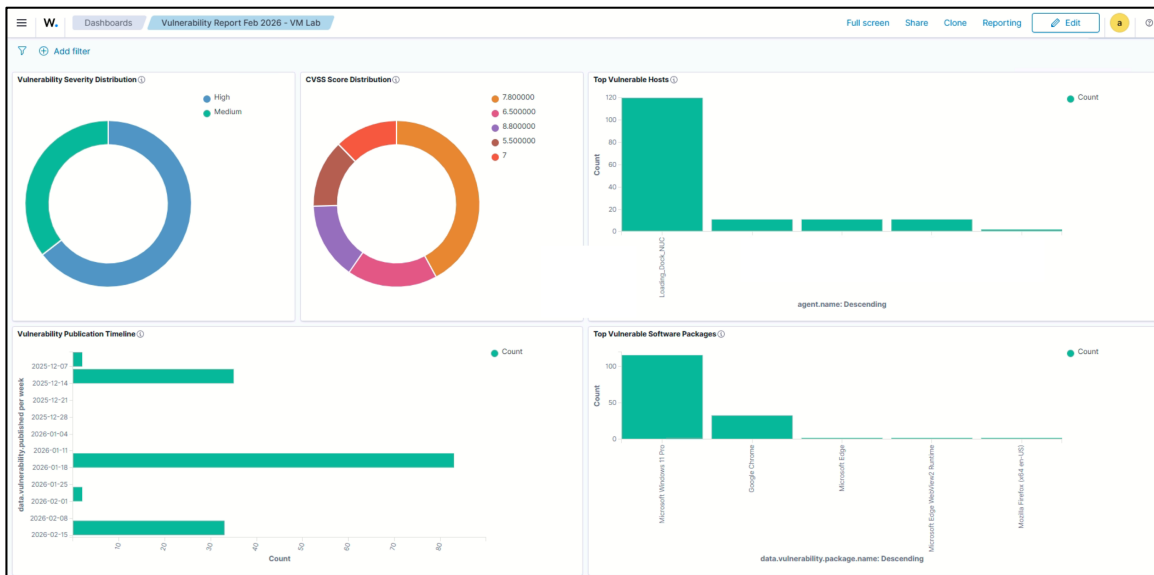 W. Dashboards Vulnerability Report Feb 2026 - VM Lab Full screen Share Clone Reporting Edit a
Add filter
Vulnerability Severity Distribution
High
Medium
CVSS Score Distribution
7.800000
6.500000
8.800000
5.500000
7
Top Vulnerable Hosts
Count
120
100
80
60
40
20
0
Count
Loading_Dock_NUC
agent.name: Descending
Vulnerability Publication Timeline
Count
data.vulnerability.published per week
2025-12-07
2025-12-14
2025-12-21
2025-12-28
2026-01-04
2026-01-11
2026-01-18
2026-01-25
2026-02-01
2026-02-08
2026-02-15
10
20
30
40
50
60
70
80
Count
Top Vulnerable Software Packages
Count
100
50
0
Count
Microsoft Windows 11 Pro
Google Chrome
Microsoft Edge
Microsoft Edge WebView2 Runtime
Mozilla Firefox (x64 en-US)
data.vulnerability.package.name: Descending